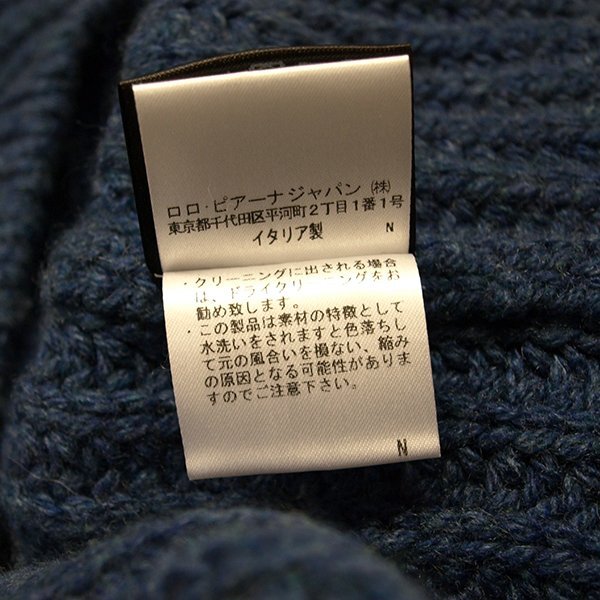 ロロ・ピアーナジャパン ㈱
東京都千代田区平河町2丁目1番1号
イタリア製 N
・クリーニングに出される場合
は、ドライクリーニングをお
勧め致します。
・この製品は素材の特徴として
水洗いをされますと色落ちし
て元の風合いを損ない、縮み
の原因となる可能性がありま
すのでご注意下さい。
N